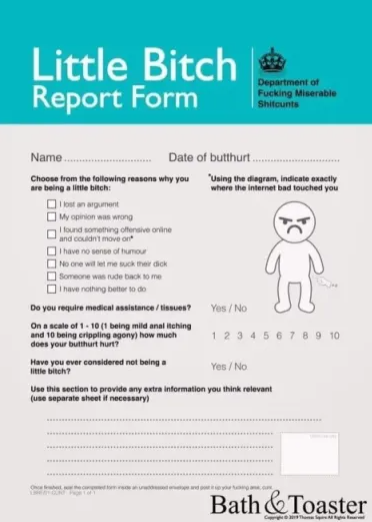 Little Bitch
Report Form
Department of
Fucking Miserable
Shitcunts
Name
Date of butthurt
Choose from the following reasons why you
are being a little bitch:
I lost an argument
My opinion was wrong
I found something offensive online
and couldn't move on*
I have no sense of humour
No one will let me suck their dick
Someone was rude back to me
I have nothing better to do
*Using the diagram, indicate exactly
where the internet bad touched you
Do you require medical assistance / tissues?
Yes / No
On a scale of 1 - 10 (1 being mild anal itching
and 10 being crippling agony) how much
does your butthurt hurt?
1 2 3 4 5 6 7 8 9 10
Have you ever considered not being a
little bitch?
Yes / No
Use this section to provide any extra information you think relevant
(use separate sheet if necessary)
Once finished, seal the completed form inside an unaddressed envelope and post it up your fucking arse, cunt.
Page 1 of 1
Bath & Toaster
Copyright © 2019 Thomas Squire All Rights Reserved